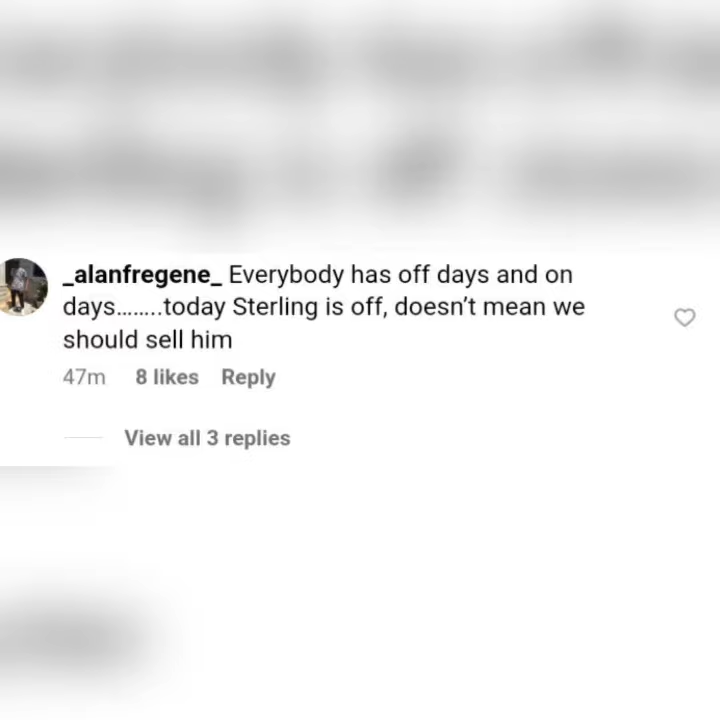 _alanfregene_ Everybody has off days and on
days……..today Sterling is off, doesn’t mean we
should sell him
47m 8 likes Reply
View all 3 replies